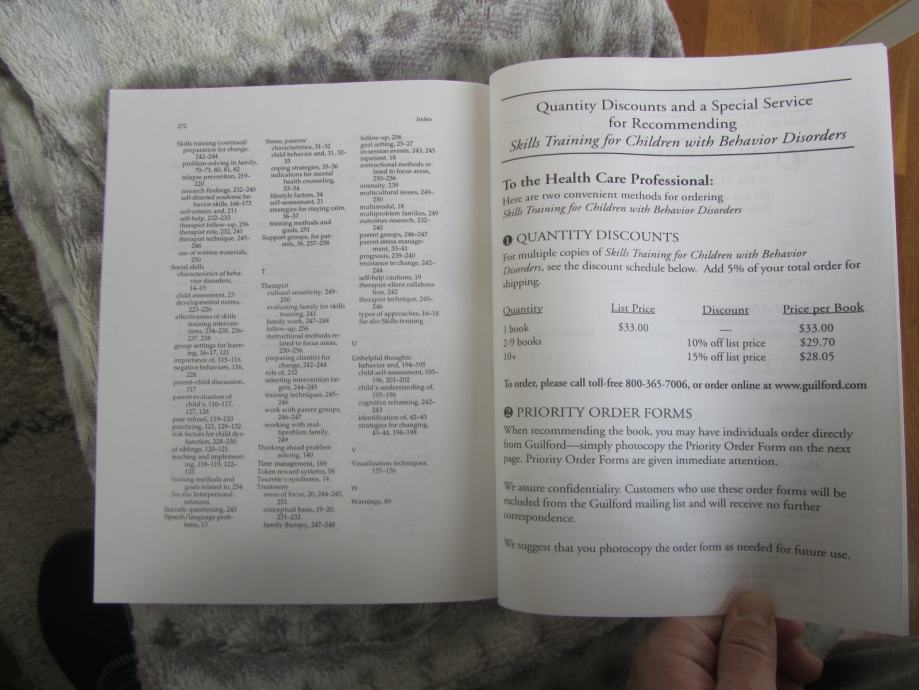 272
Index
Skills training (continued)
preparation for change,
242–244
problem-solving in family,
70–71, 80, 81, 82
relapse prevention, 219–
220
research findings, 232–240
self-directed academic be-
havior skills, 168–173
self-esteem and, 211
self-help, 232–233
therapist follow-up, 256
therapist role, 232, 241
therapist technique, 245–
246
use of written materials,
250
Social skills
characteristics of beha-
vior disorders,
14–15
child assessment, 23
developmental norms,
225–226
effectiveness of skills
training interven-
tions, 234–235, 236–
237, 238
group settings for learn-
ing, 16–17, 121
importance of, 115–116
negative behaviors, 116,
228
parent-child discussion,
117
parent evaluation of
child's, 116–117,
127, 128
peer refusal, 119–120
practicing, 121, 129–132
risk factors for child dys-
function, 228–230
of siblings, 120–121
teaching and implement-
ing, 116–119, 122–
123
training methods and
goals related to, 254
See also Interpersonal
relations
Socratic questioning, 245
Speech/language prob-
lems, 13
Stress, parents'
characteristics, 31–32
child behavior and, 31, 32–
33
coping strategies, 35–36
indications for mental
health counseling,
33–34
lifestyle factors, 34
self-assessment, 21
strategies for staying calm,
36–37
training methods and
goals, 251
Support groups, for par-
ents, 36, 257–258
T
Therapist
cultural sensitivity, 249–
250
evaluating family for skills
training, 241
family work, 247–248
follow-up, 256
instructional methods re-
lated to focus areas,
250–256
preparing client(s) for
change, 242–244
role of, 232
selecting intervention tar-
gets, 244–245
training techniques, 245–
246
work with parent groups,
246–247
working with mul-
tiproblem family,
249
Thinking ahead problem
solving, 140
Time management, 169
Token reward systems, 58
Tourette's syndrome, 14
Treatment
areas of focus, 20, 244–245,
251
conceptual basis, 19–20,
231–232
family therapy, 247–248
follow-up, 256
goal setting, 25–27
in-session events, 243, 245
inpatient, 18
instructional methods re-
lated to focus areas,
250–256
intensity, 239
multicultural issues, 249–
250
multimodal, 18
multiproblem families, 249
outcomes research, 232–
240
parent groups, 246–247
parent stress manage-
ment, 33–41
prognosis, 239–240
resistance to change, 242–
244
self-help cautions, 19
therapist–client collabora-
tion, 242
therapist technique, 245–
246
types of approaches, 16–18
See also Skills training
U
Unhelpful thoughts
behavior and, 194–195
child self-assessment, 195–
196, 201–202
child's understanding of,
195–196
cognitive reframing, 242–
243
identification of, 42–43
strategies for changing,
43–44, 194–198
V
Visualization techniques,
155–156
W
Warnings, 89
Quantity Discounts and a Special Service
for Recommending
Skills Training for Children with Behavior Disorders
To the Health Care Professional:
Here are two convenient methods for ordering
Skills Training for Children with Behavior Disorders
❶ QUANTITY DISCOUNTS
For multiple copies of Skills Training for Children with Behavior
Disorders, see the discount schedule below. Add 5% of your total order for
shipping.
Quantity List Price Discount Price per Book
1 book $33.00 — $33.00
2-9 books 10% off list price $29.70
10+ 15% off list price $28.05
To order, please call toll-free 800-365-7006, or order online at www.guilford.com
❷ PRIORITY ORDER FORMS
When recommending the book, you may have individuals order directly
from Guilford—simply photocopy the Priority Order Form on the next
page. Priority Order Forms are given immediate attention.
We assure confidentiality. Customers who use these order forms will be
excluded from the Guilford mailing list and will receive no further
correspondence.
We suggest that you photocopy the order form as needed for future use.